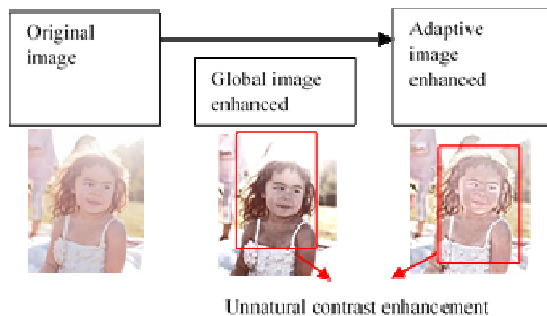 Original
image
Global image
enhanced
Adaptive
image
enhanced
Unnatural contrast enhancement